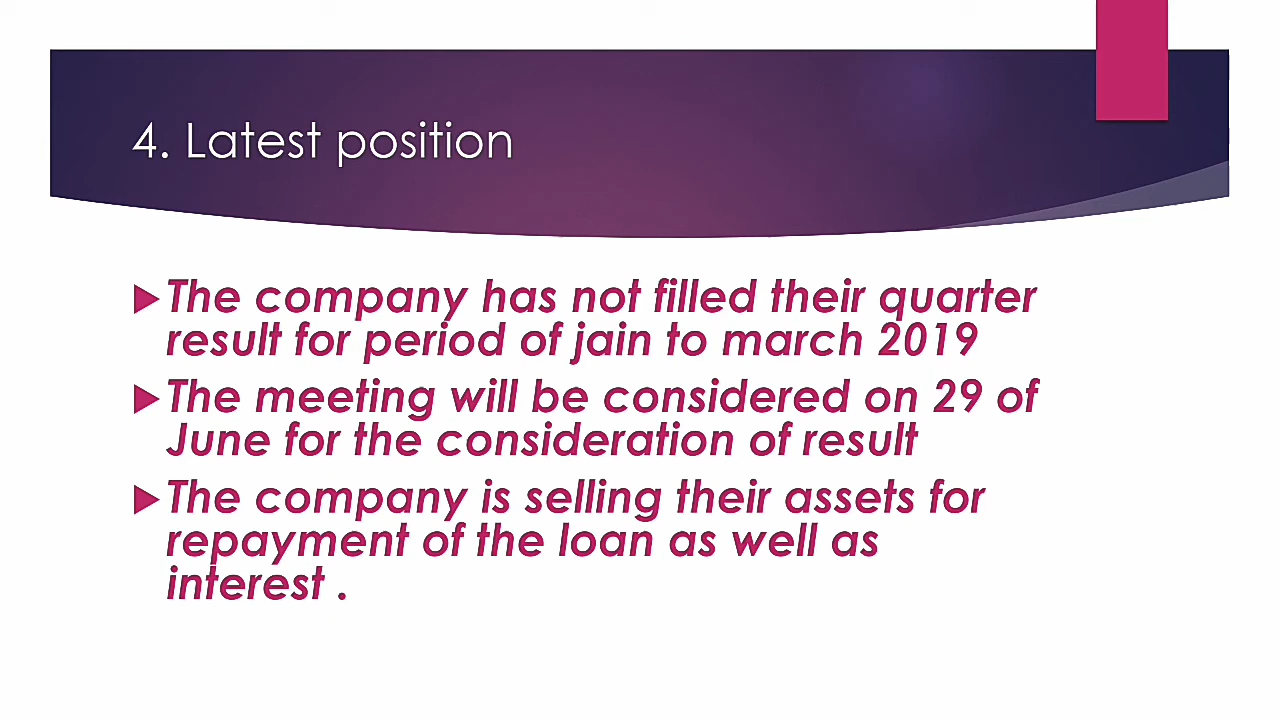 4. Latest position
The company has not filled their quarter
result for period of jain to march 2019
The meeting will be considered on 29 of
June for the consideration of result
The company is selling their assets for
repayment of the loan as well as
interest .